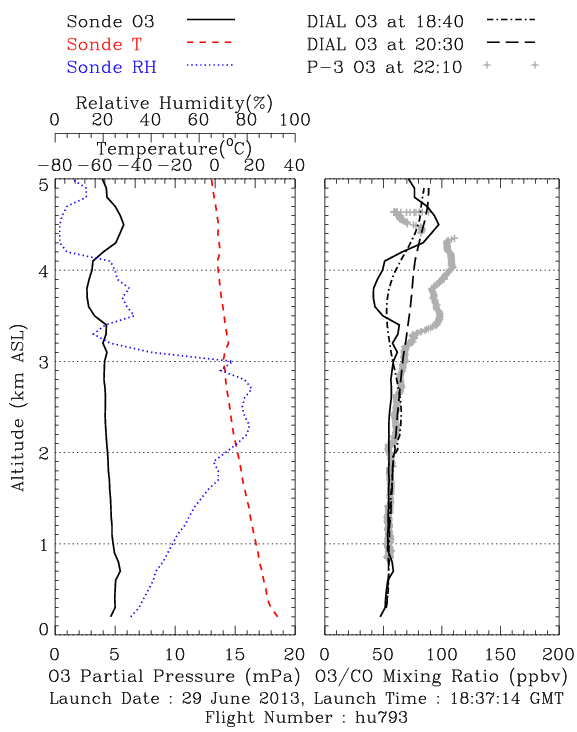 Sonde O3
Sonde T
Sonde RH
DIAL O3 at 18:40
DIAL O3 at 20:30
P-3 O3 at 22:10
Relative Humidity(%)
0 20 40 60 80 100
Temperature(°C)
-80 -60 -40 -20 0 20 40
5
4
3
2
1
0
Altitude (km ASL)
0 5 10 15 20
0 50 100 150 200
O3 Partial Pressure (mPa)
O3/CO Mixing Ratio (ppbv)
Launch Date : 29 June 2013, Launch Time : 18:37:14 GMT
Flight Number : hu793